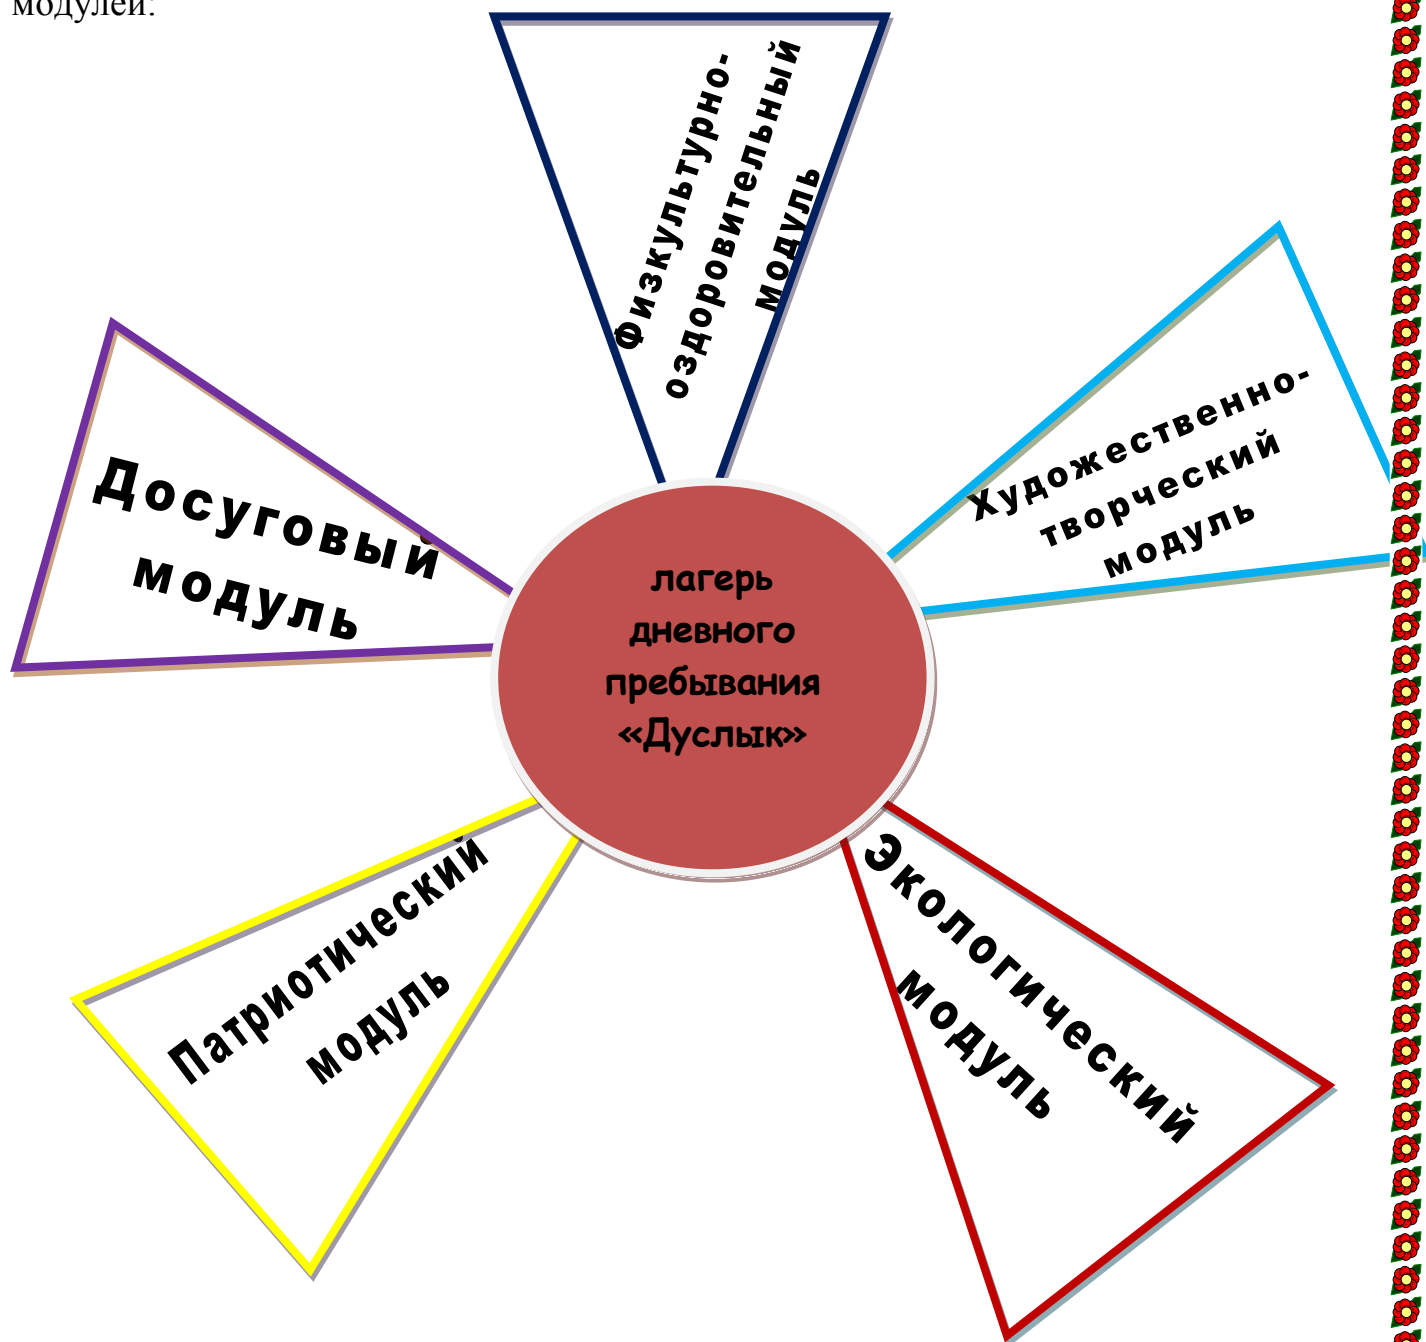 модулей:
Физкультурно-
оздоровительный
модуль
Художественно-
творческий
модуль
Досуговый
модуль
лагерь
дневного
пребывания
«Дуслык»
Патриотический
модуль
Экологический
модуль